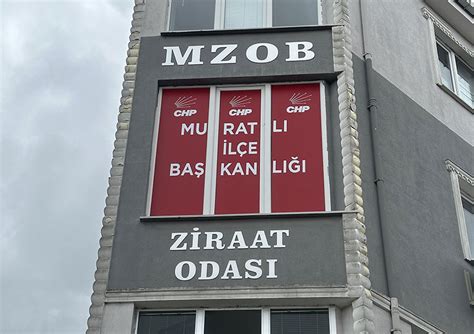 MZOB
CHP CHP CHP
MURATLI
İLÇE
BAŞKANLIĞI
ZİRAAT
ODASI